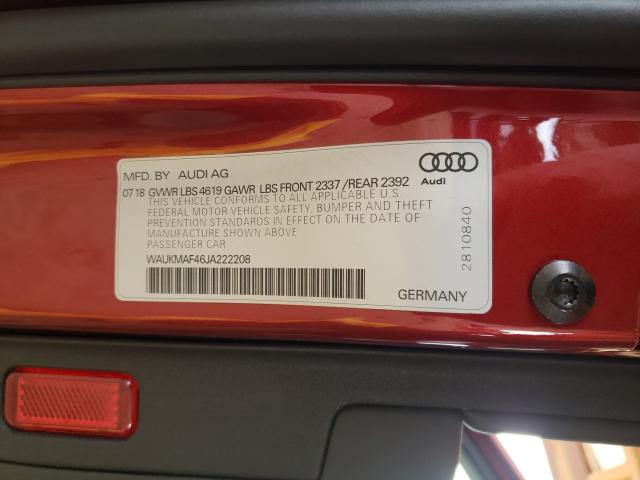 MFD. BY AUDI AG
07 18 GVWR LBS 4619 GAWR LBS FRONT 2337 /REAR 2392
THIS VEHICLE CONFORMS TO ALL APPLICABLE U.S.
FEDERAL MOTOR VEHICLE SAFETY, BUMPER AND THEFT
PREVENTION STANDARDS IN EFFECT ON THE DATE OF
MANUFACTURE SHOWN ABOVE
PASSENGER CAR
WAUKMAF46JA222208
GERMANY
Audi
2810840